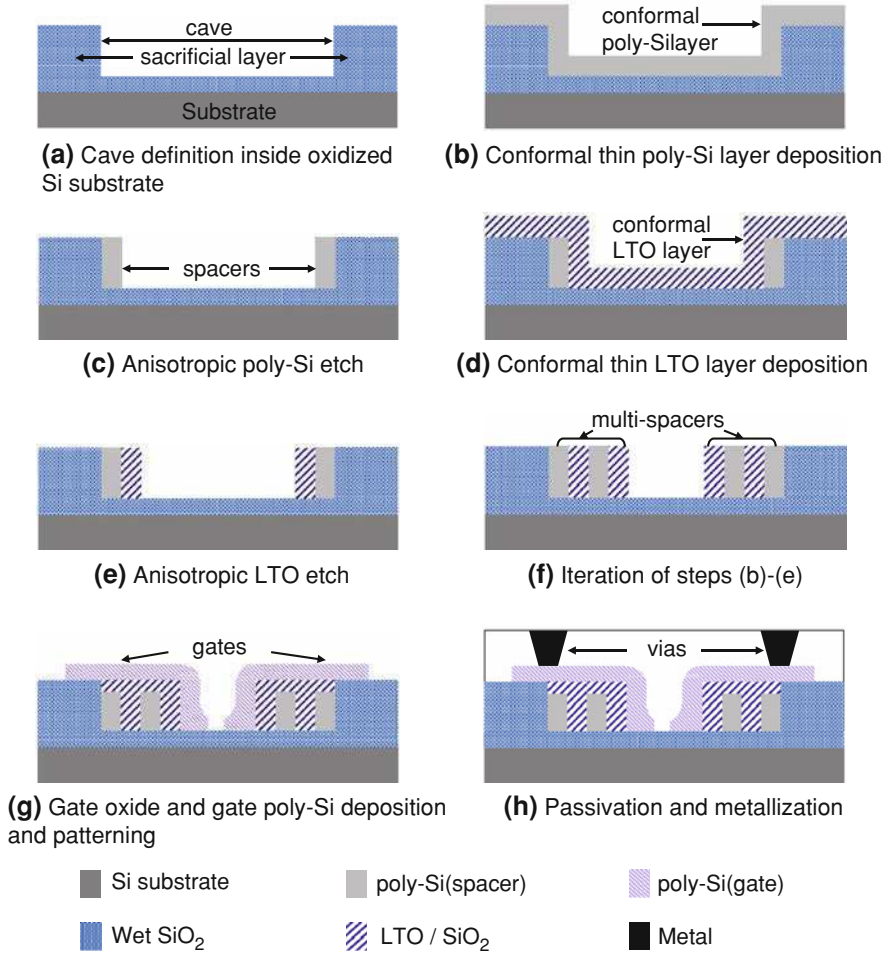 cave
sacrificial layer
Substrate
(a) Cave definition inside oxidized
Si substrate
conformal
poly-Silayer
(b) Conformal thin poly-Si layer deposition
spacers
(c) Anisotropic poly-Si etch
conformal
LTO layer
(d) Conformal thin LTO layer deposition
(e) Anisotropic LTO etch
multi-spacers
(f) Iteration of steps (b)-(e)
gates
(g) Gate oxide and gate poly-Si deposition
and patterning
vias
(h) Passivation and metallization
Si substrate
poly-Si(spacer)
poly-Si(gate)
Wet SiO2
LTO / SiO2
Metal